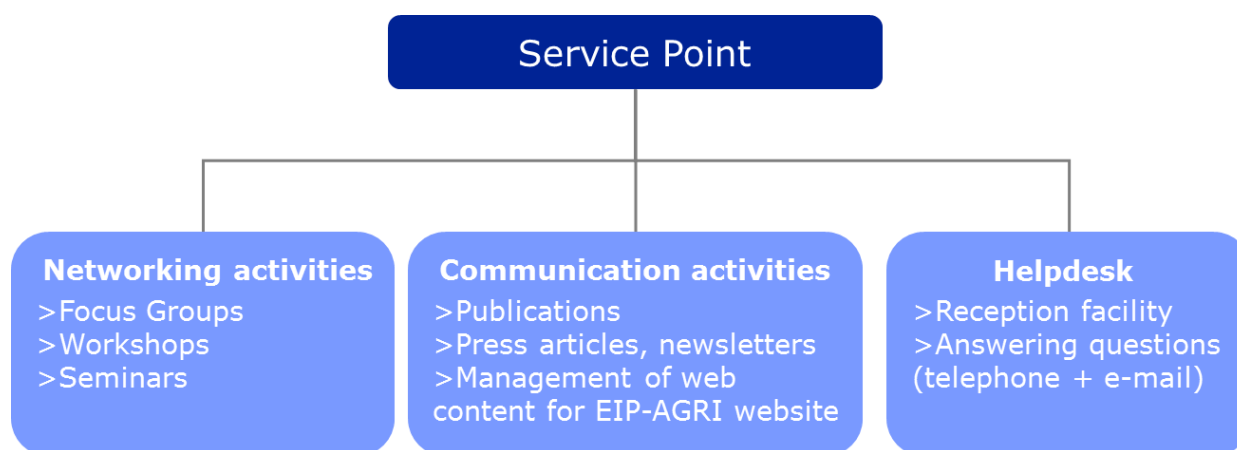 Service Point
Networking activities
>Focus Groups
>Workshops
>Seminars
Communication activities
>Publications
>Press articles, newsletters
>Management of web
content for EIP-AGRI website
Helpdesk
>Reception facility
>Answering questions
(telephone + e-mail)